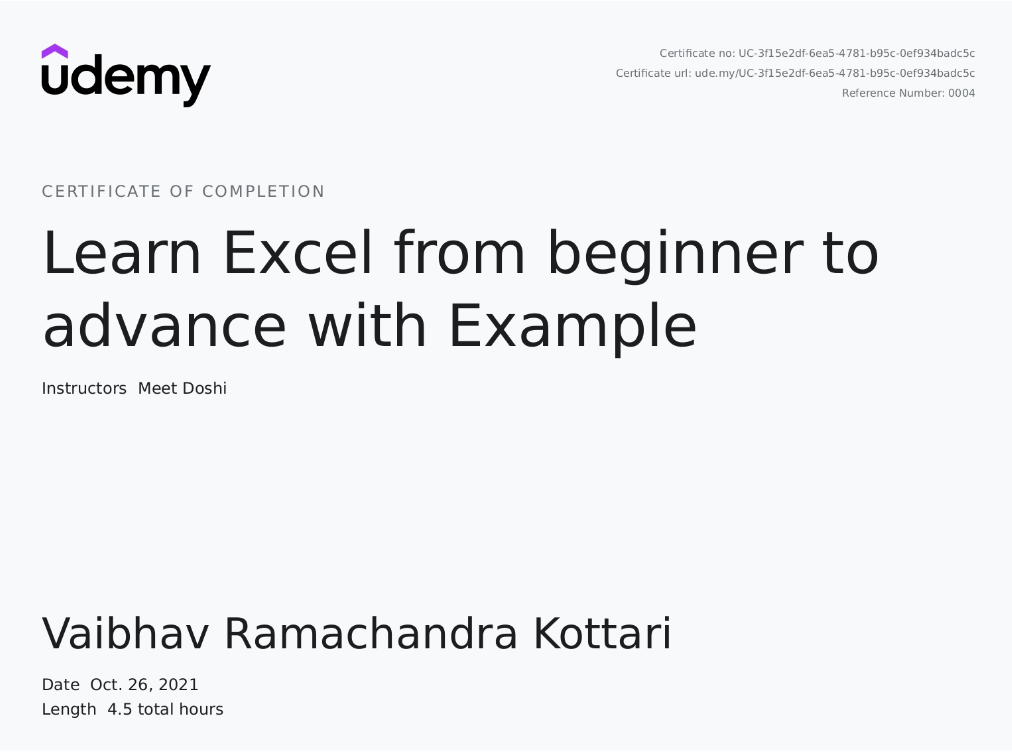 udemy
Certificate no: UC-3f15e2df-6ea5-4781-b95c-0ef934badc5c
Certificate url: ude.my/UC-3f15e2df-6ea5-4781-b95c-0ef934badc5c
Reference Number: 0004
CERTIFICATE OF COMPLETION
Learn Excel from beginner to
advance with Example
Instructors Meet Doshi
Vaibhav Ramachandra Kottari
Date Oct. 26, 2021
Length 4.5 total hours